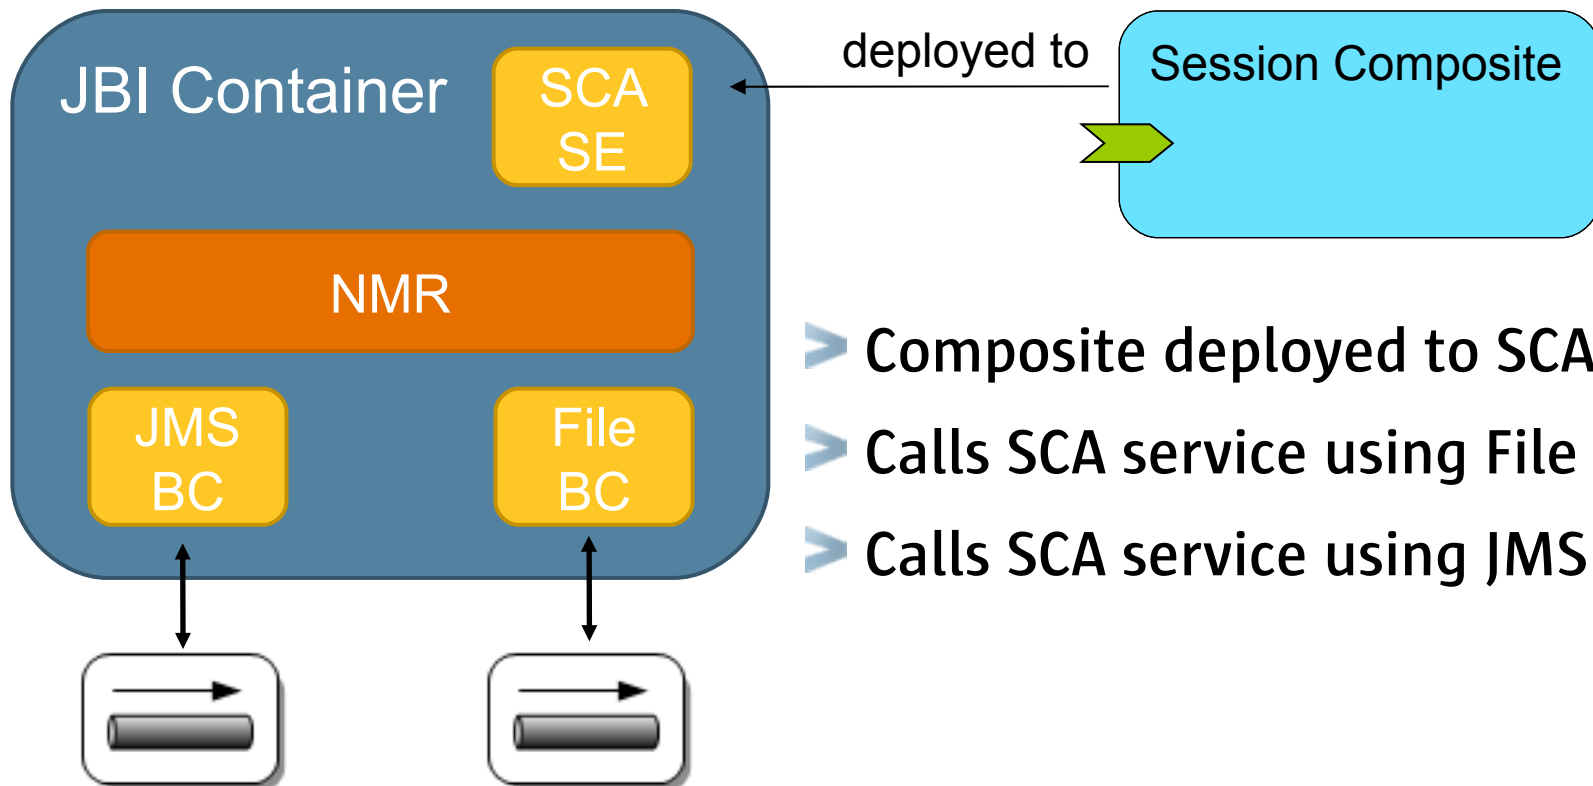 JBI Container
SCA
SE
deployed to
Session Composite
NMR
JMS
BC
File
BC
Composite deployed to SCA
Calls SCA service using File
Calls SCA service using JMS